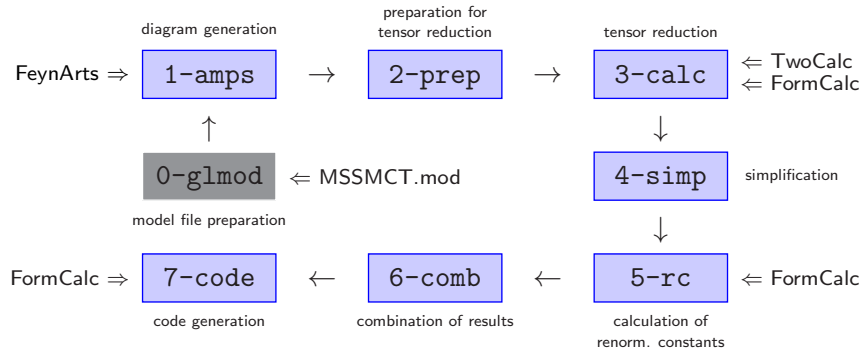 diagram generation
preparation for
tensor reduction
tensor reduction
FeynArts ⇒ 1-amps → 2-prep → 3-calc ⇐ TwoCalc
⇐ FormCalc
↑ ↓
0-glmod ⇐ MSSMCT.mod 4-simp simplification
model file preparation
↓
FormCalc ⇒ 7-code ← 6-comb ← 5-rc ⇐ FormCalc
code generation combination of results calculation of
renorm. constants